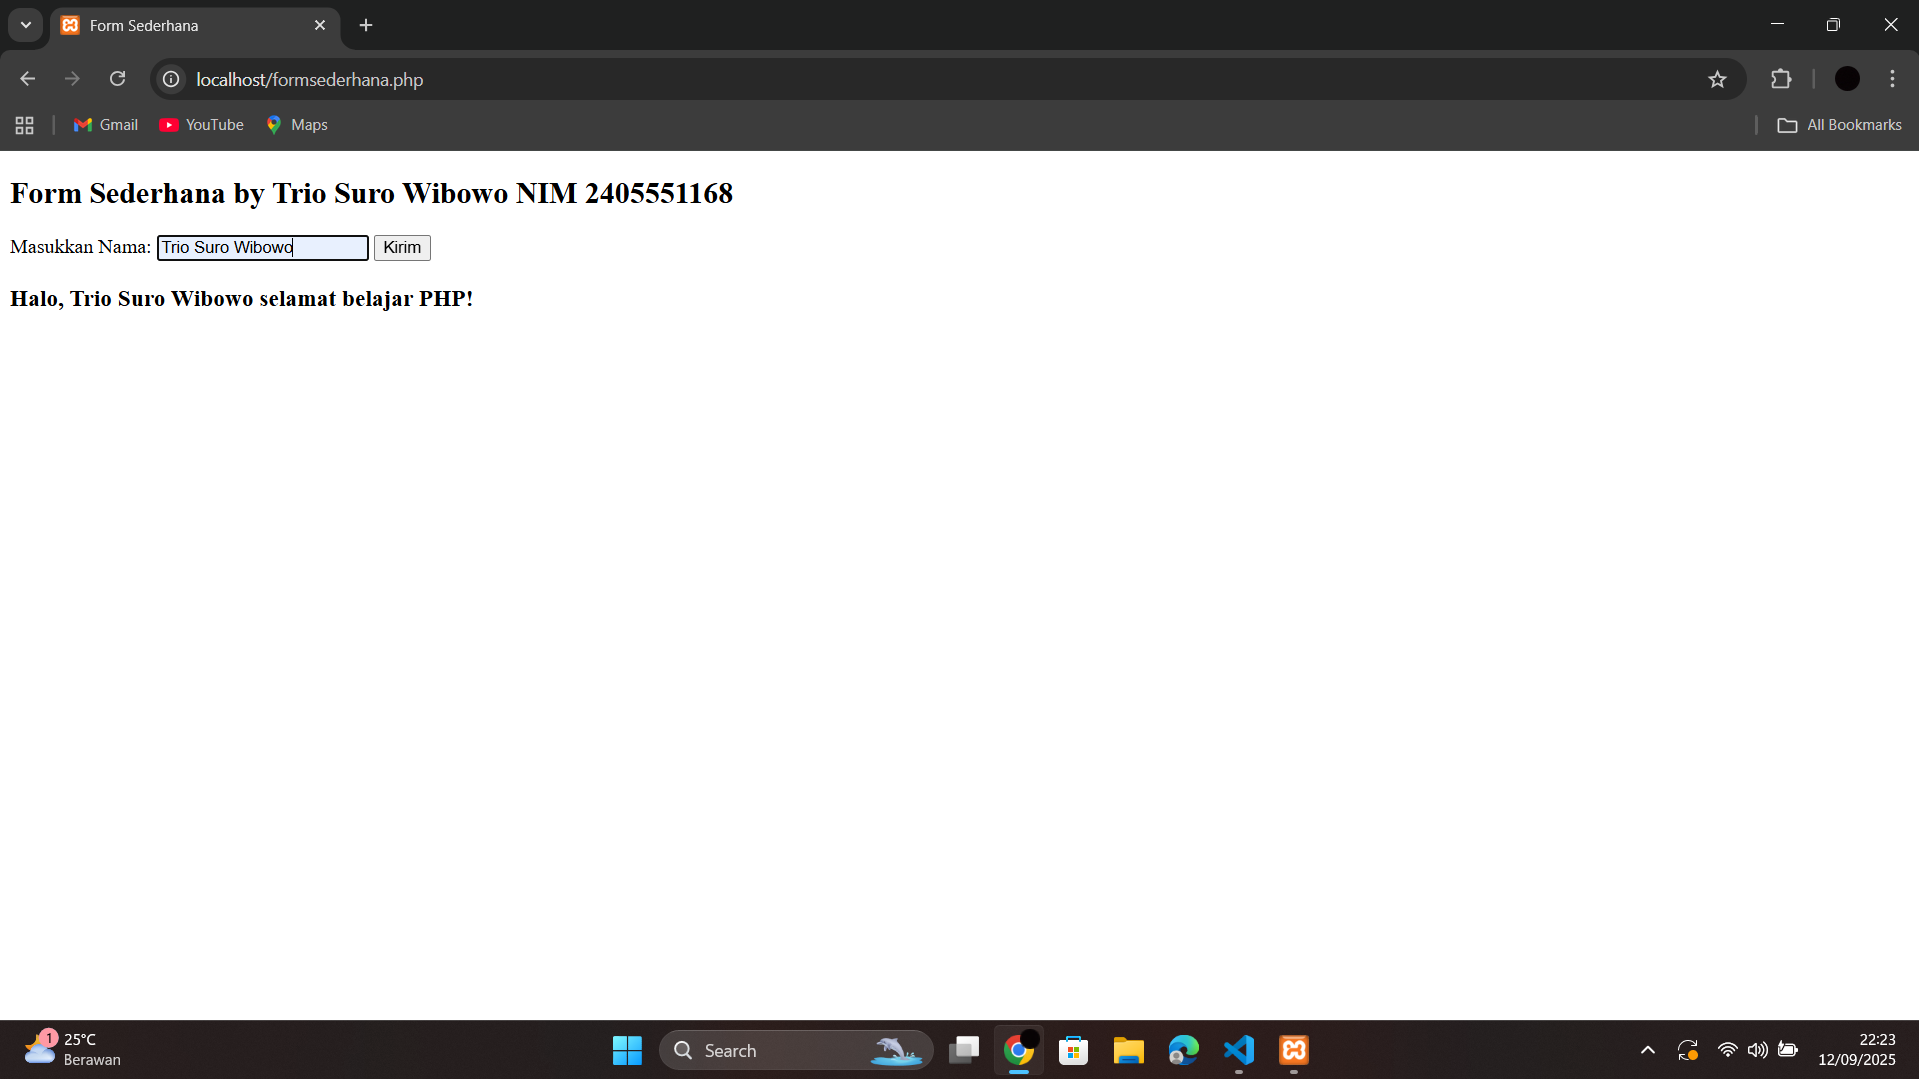 Form Sederhana
localhost/formsederhana.php
Gmail
YouTube
Maps
All Bookmarks
Form Sederhana by Trio Suro Wibowo NIM 2405551168
Masukkan Nama: Trio Suro Wibowo Kirim
Halo, Trio Suro Wibowo selamat belajar PHP!
1
25°C
Berawan
Search
22:23
12/09/2025